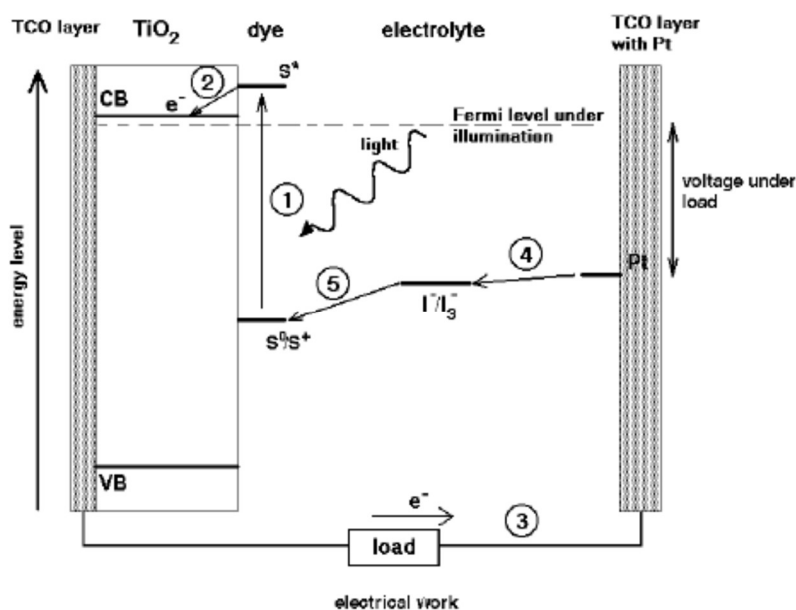 TCO layer TiO₂ dye electrolyte TCO layer
with Pt
② S*
CB e⁻
Fermi level under
illumination
light
①
voltage under
load
energy level
④ Pt
⑤ I⁻/I₃⁻
S⁰/S⁺
VB
e⁻
③
load
electrical work